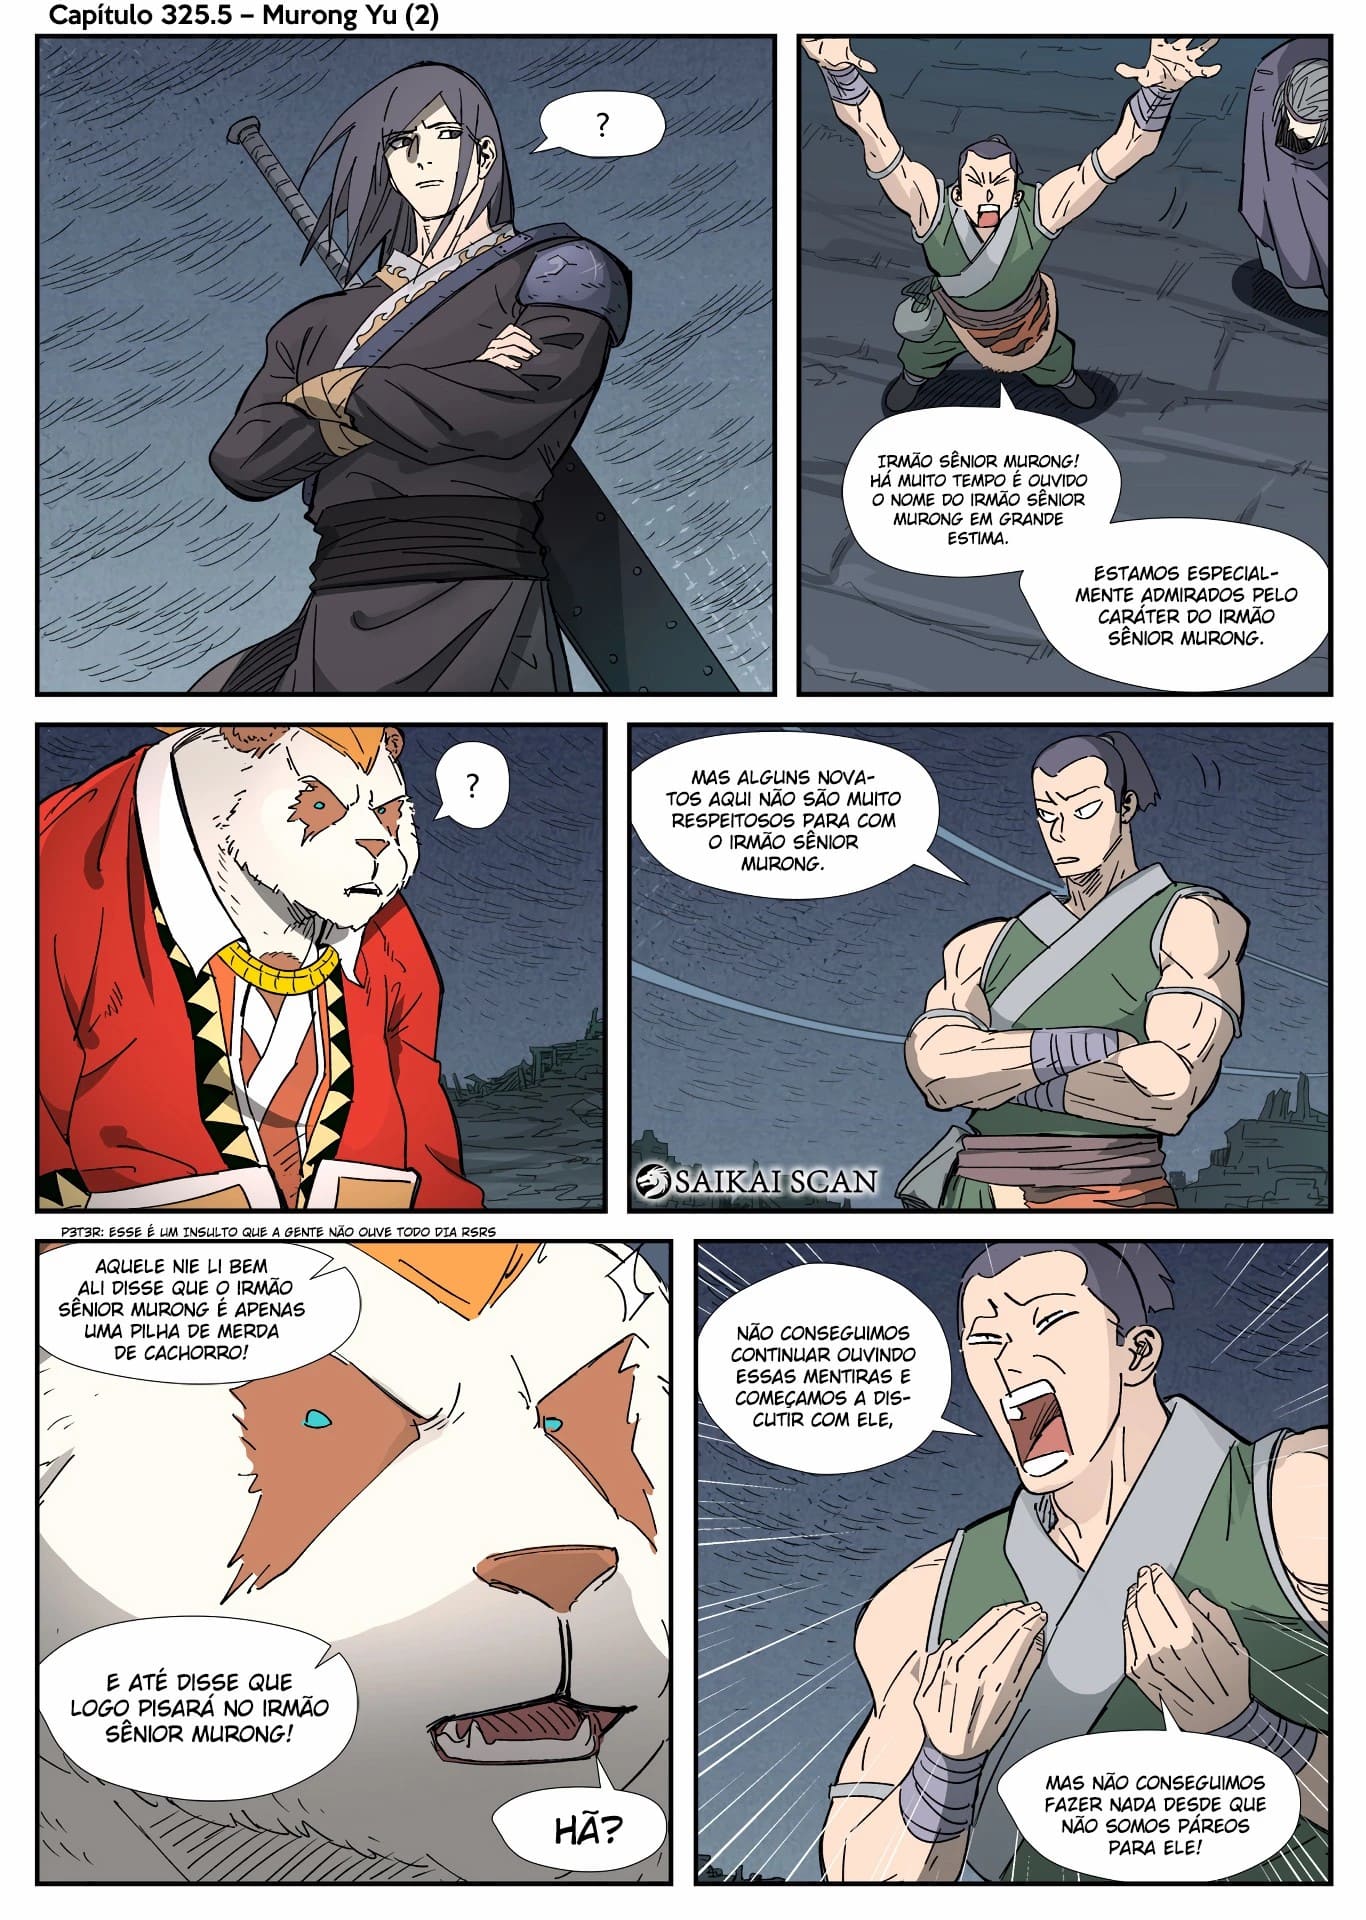 Capítulo 325.5 – Murong Yu (2)
?
IRMÃO SÊNIOR MURONG!
HÁ MUITO TEMPO É OUVIDO
O NOME DO IRMÃO SÊNIOR
MURONG EM GRANDE
ESTIMA.
ESTAMOS ESPECIAL-
MENTE ADMIRADOS PELO
CARÁTER DO IRMÃO
SÊNIOR MURONG.
?
MAS ALGUNS NOVA-
TOS AQUI NÃO SÃO MUITO
RESPEITOSOS PARA COM
O IRMÃO SÊNIOR
MURONG.
SAIKAI SCAN
P3T3R: ESSE É UM INSULTO QUE A GENTE NÃO OUVE TODO DIA RSRS
AQUELE NIE LI BEM
ALI DISSE QUE O IRMÃO
SÊNIOR MURONG É APENAS
UMA PILHA DE MERDA
DE CACHORRO!
E ATÉ DISSE QUE
LOGO PISARÁ NO IRMÃO
SÊNIOR MURONG!
HÃ?
NÃO CONSEGUIMOS
CONTINUAR OUVINDO
ESSAS MENTIRAS E
COMEÇAMOS A DIS-
CUTIR COM ELE,
MAS NÃO CONSEGUIMOS
FAZER NADA DESDE QUE
NÃO SOMOS PÁREOS
PARA ELE!